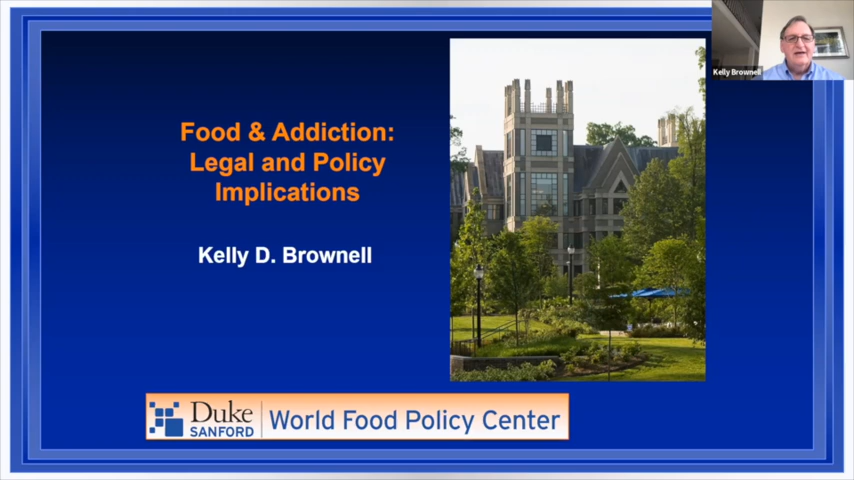 Kelly Brownell
Food & Addiction:
Legal and Policy
Implications
Kelly D. Brownell
Duke
SANFORD
World Food Policy Center